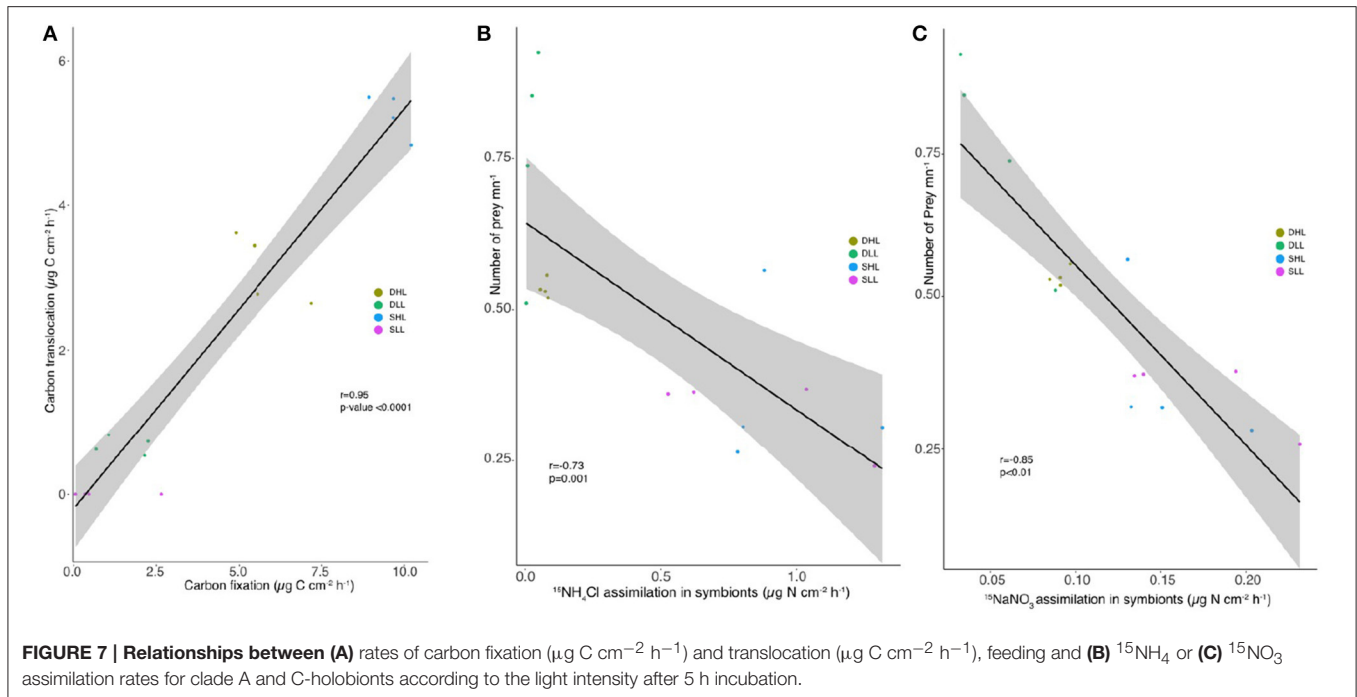 A
B
C
6
4
2
0
Carbon translocation (µg C cm⁻² h⁻¹)
DHL
DLL
SHL
SLL
r=0.95
p-value <0.0001
0.0
2.5
5.0
7.5
10.0
Carbon fixation (µg C cm⁻² h⁻¹)
0.75
0.50
0.25
Number of prey mn⁻¹
DHL
DLL
SHL
SLL
r=-0.73
p=0.001
0.0
0.5
1.0
¹⁵NH₄Cl assimilation in symbionts (µg N cm⁻² h⁻¹)
0.75
0.50
0.25
Number of Prey mn⁻¹
DHL
DLL
SHL
SLL
r=-0.85
p<0.01
0.05
0.10
0.15
0.20
¹⁵NaNO₃ assimilation in symbionts (µg N cm⁻² h⁻¹)
FIGURE 7 | Relationships between (A) rates of carbon fixation (µg C cm−2 h−1) and translocation (µg C cm−2 h−1), feeding and (B) ¹⁵NH₄ or (C) ¹⁵NO₃
assimilation rates for clade A and C-holobionts according to the light intensity after 5 h incubation.